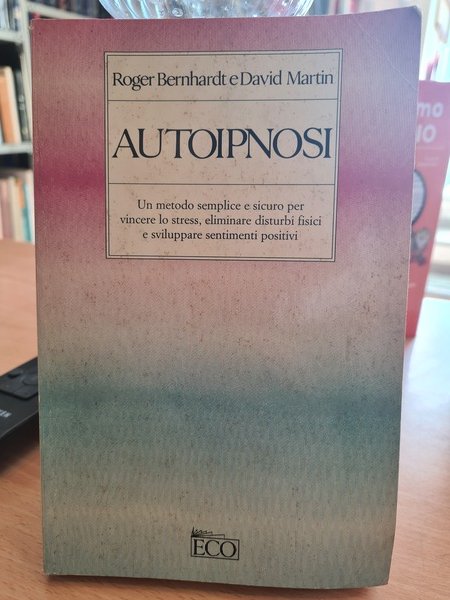 Roger Bernhardt e David Martin
AUTOIPNOSI
Un metodo semplice e sicuro per
vincere lo stress, eliminare disturbi fisici
e sviluppare sentimenti positivi
ECO